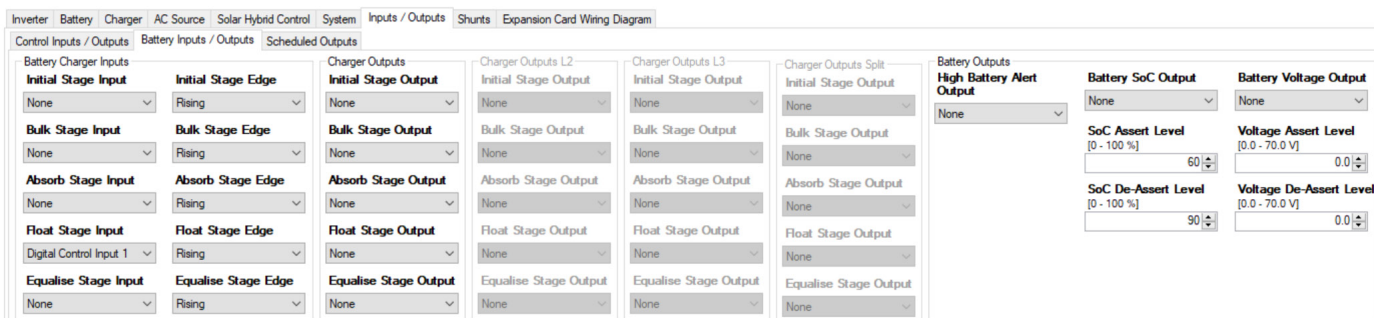 Inverter Battery Charger AC Source Solar Hybrid Control System Inputs / Outputs Shunts Expansion Card Wiring Diagram
Control Inputs / Outputs Battery Inputs / Outputs Scheduled Outputs
Battery Charger Inputs
Initial Stage Input Initial Stage Edge
None Rising
Bulk Stage Input Bulk Stage Edge
None Rising
Absorb Stage Input Absorb Stage Edge
None Rising
Float Stage Input Float Stage Edge
Digital Control Input 1 Rising
Equalise Stage Input Equalise Stage Edge
None Rising
Charger Outputs
Initial Stage Output
None
Bulk Stage Output
None
Absorb Stage Output
None
Float Stage Output
None
Equalise Stage Output
None
Charger Outputs L2
Initial Stage Output
None
Bulk Stage Output
None
Absorb Stage Output
None
Float Stage Output
None
Equalise Stage Output
None
Charger Outputs L3
Initial Stage Output
None
Bulk Stage Output
None
Absorb Stage Output
None
Float Stage Output
None
Equalise Stage Output
None
Charger Outputs Split
Initial Stage Output
None
Bulk Stage Output
None
Absorb Stage Output
None
Float Stage Output
None
Equalise Stage Output
None
Battery Outputs
High Battery Alert
Output
None
Battery SoC Output
None
SoC Assert Level
[0 - 100 %]
60
SoC De-Assert Level
[0 - 100 %]
90
Battery Voltage Output
None
Voltage Assert Level
[0.0 - 70.0 V]
0.0
Voltage De-Assert Level
[0.0 - 70.0 V]
0.0